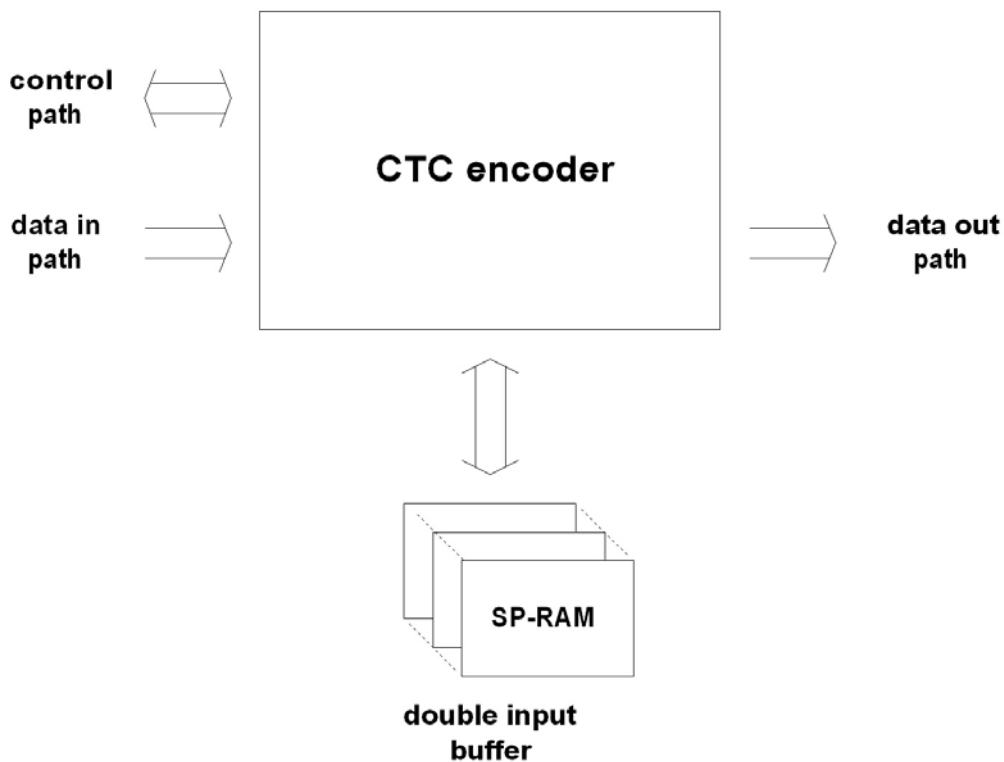 control
path
CTC encoder
data in
path
data out
path
SP-RAM
double input
buffer